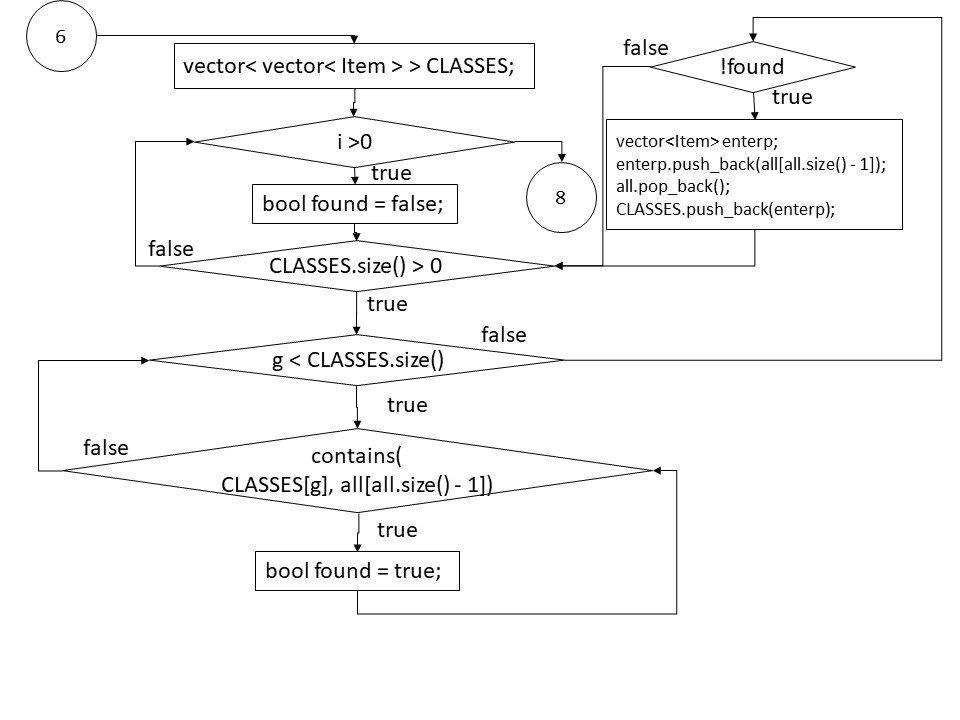 6
vector< vector< Item > > CLASSES;
i >0
true
bool found = false;
8
false
CLASSES.size() > 0
true
false
!found
true
vector<Item> enterp;
enterp.push_back(all[all.size() - 1]);
all.pop_back();
CLASSES.push_back(enterp);
g < CLASSES.size()
false
true
false
contains(
CLASSES[g], all[all.size() - 1])
true
bool found = true;